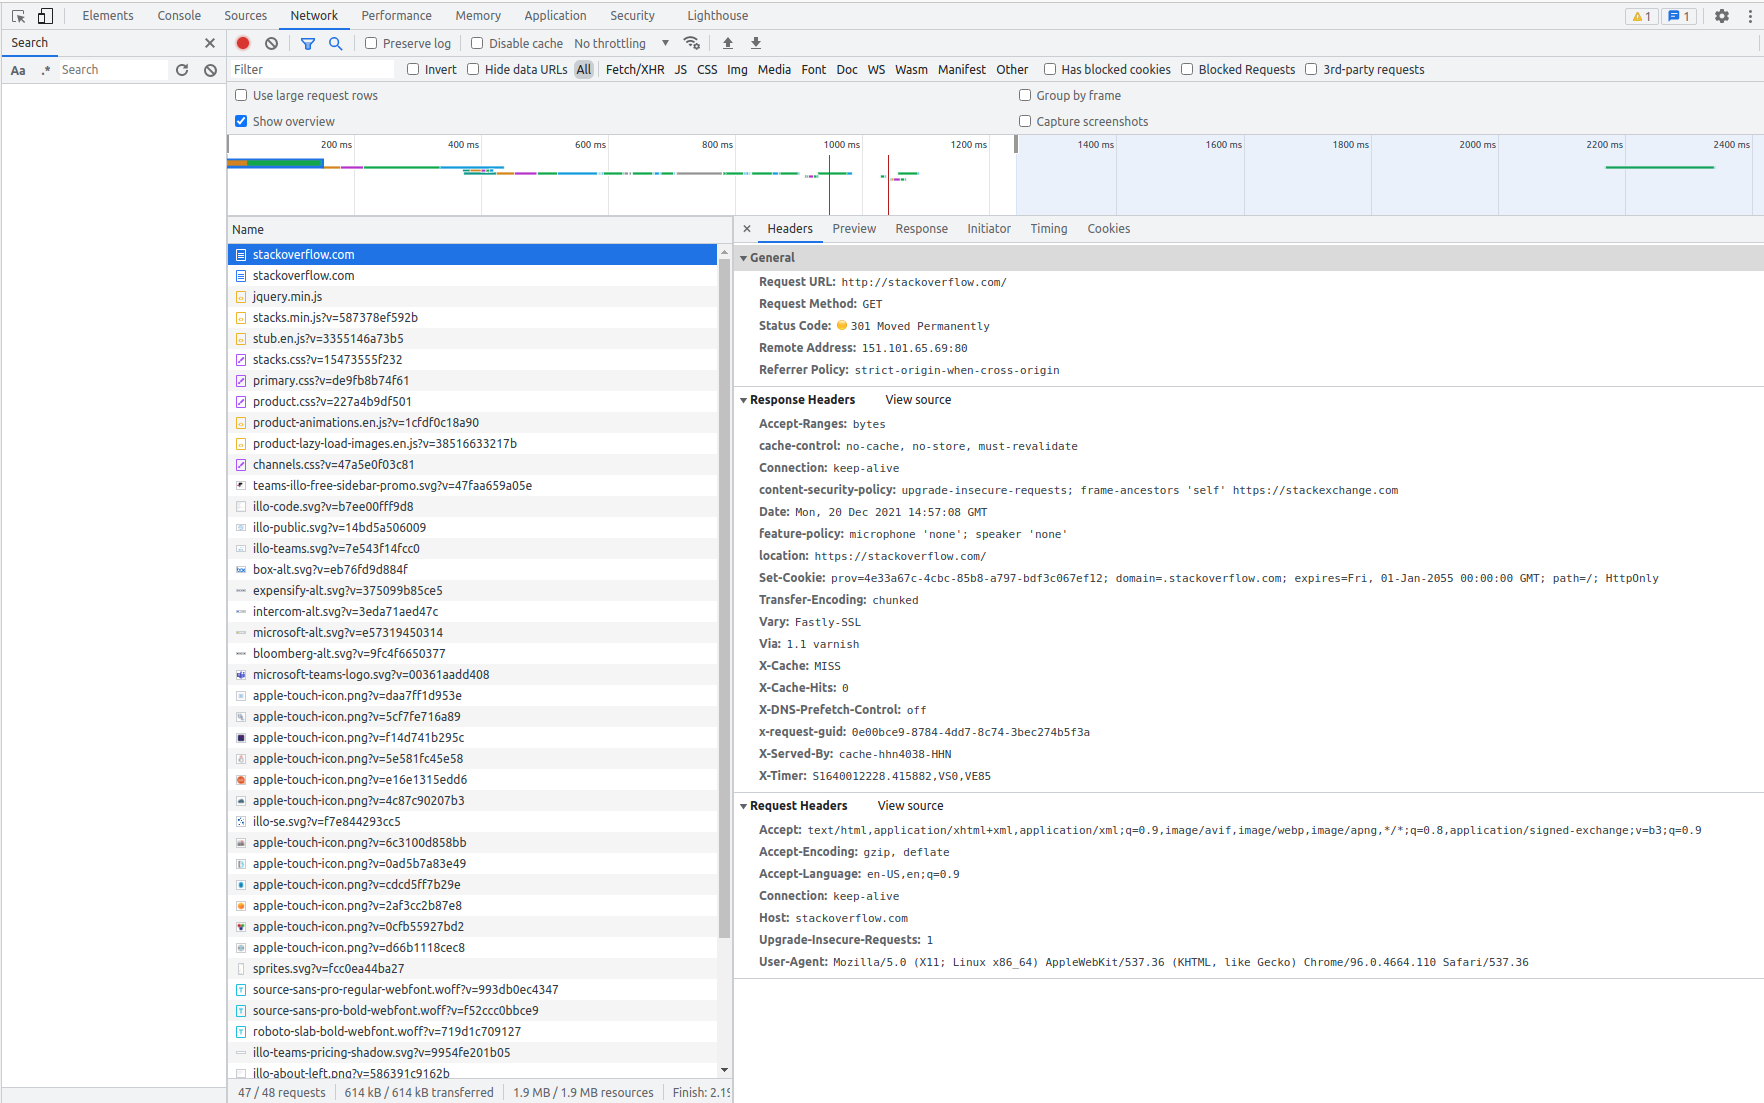 Elements Console Sources Network Performance Memory Application Security Lighthouse 1 1
Search
Preserve log Disable cache No throttling
Aa .* Search
Filter Invert Hide data URLs All Fetch/XHR JS CSS Img Media Font Doc WS Wasm Manifest Other Has blocked cookies Blocked Requests 3rd-party requests
Use large request rows Group by frame
Show overview Capture screenshots
200 ms 400 ms 600 ms 800 ms 1000 ms 1200 ms 1400 ms 1600 ms 1800 ms 2000 ms 2200 ms 2400 ms
Name
stackoverflow.com
stackoverflow.com
jquery.min.js
stacks.min.js?v=587378ef592b
stub.en.js?v=3355146a73b5
stacks.css?v=15473555f232
primary.css?v=de9fb8b74f61
product.css?v=227a4b9df501
product-animations.en.js?v=1cfdf0c18a90
product-lazy-load-images.en.js?v=38516633217b
channels.css?v=47a5e0f03c81
teams-illo-free-sidebar-promo.svg?v=47faa659a05e
illo-code.svg?v=b7ee00fff9d8
illo-public.svg?v=14bd5a506009
illo-teams.svg?v=7e543f14fcc0
box-alt.svg?v=eb76fd9d884f
expensify-alt.svg?v=375099b85ce5
intercom-alt.svg?v=3eda71aed47c
microsoft-alt.svg?v=e57319450314
bloomberg-alt.svg?v=9fc4f6650377
microsoft-teams-logo.svg?v=00361aadd408
apple-touch-icon.png?v=daa7ff1d953e
apple-touch-icon.png?v=5cf7fe716a89
apple-touch-icon.png?v=f14d741b295c
apple-touch-icon.png?v=5e581fc45e58
apple-touch-icon.png?v=e16e1315edd6
apple-touch-icon.png?v=4c87c90207b3
illo-se.svg?v=f7e844293cc5
apple-touch-icon.png?v=6c3100d858bb
apple-touch-icon.png?v=0ad5b7a83e49
apple-touch-icon.png?v=cdcd5ff7b29e
apple-touch-icon.png?v=2af3cc2b87e8
apple-touch-icon.png?v=0cfb55927bd2
apple-touch-icon.png?v=d66b1118cec8
sprites.svg?v=fcc0ea44ba27
source-sans-pro-regular-webfont.woff?v=993db0ec4347
source-sans-pro-bold-webfont.woff?v=f52ccc0bbce9
roboto-slab-bold-webfont.woff?v=719d1c709127
illo-teams-pricing-shadow.svg?v=9954fe201b05
illo-about-left.png?v=586391c9162b
47 / 48 requests 614 kB / 614 kB transferred 1.9 MB / 1.9 MB resources Finish: 2.19
Headers Preview Response Initiator Timing Cookies
General
Request URL: http://stackoverflow.com/
Request Method: GET
Status Code: 301 Moved Permanently
Remote Address: 151.101.65.69:80
Referrer Policy: strict-origin-when-cross-origin
Response Headers View source
Accept-Ranges: bytes
cache-control: no-cache, no-store, must-revalidate
Connection: keep-alive
content-security-policy: upgrade-insecure-requests; frame-ancestors 'self' https://stackexchange.com
Date: Mon, 20 Dec 2021 14:57:08 GMT
feature-policy: microphone 'none'; speaker 'none'
location: https://stackoverflow.com/
Set-Cookie: prov=4e33a67c-4cbc-85b8-a797-bdf3c067ef12; domain=.stackoverflow.com; expires=Fri, 01-Jan-2055 00:00:00 GMT; path=/; HttpOnly
Transfer-Encoding: chunked
Vary: Fastly-SSL
Via: 1.1 varnish
X-Cache: MISS
X-Cache-Hits: 0
X-DNS-Prefetch-Control: off
x-request-guid: 0e00bce9-8784-4dd7-8c74-3bec274b5f3a
X-Served-By: cache-hhn4038-HHN
X-Timer: S1640012228.415882,VS0,VE85
Request Headers View source
Accept: text/html,application/xhtml+xml,application/xml;q=0.9,image/avif,image/webp,image/apng,*/*;q=0.8,application/signed-exchange;v=b3;q=0.9
Accept-Encoding: gzip, deflate
Accept-Language: en-US,en;q=0.9
Connection: keep-alive
Host: stackoverflow.com
Upgrade-Insecure-Requests: 1
User-Agent: Mozilla/5.0 (X11; Linux x86_64) AppleWebKit/537.36 (KHTML, like Gecko) Chrome/96.0.4664.110 Safari/537.36